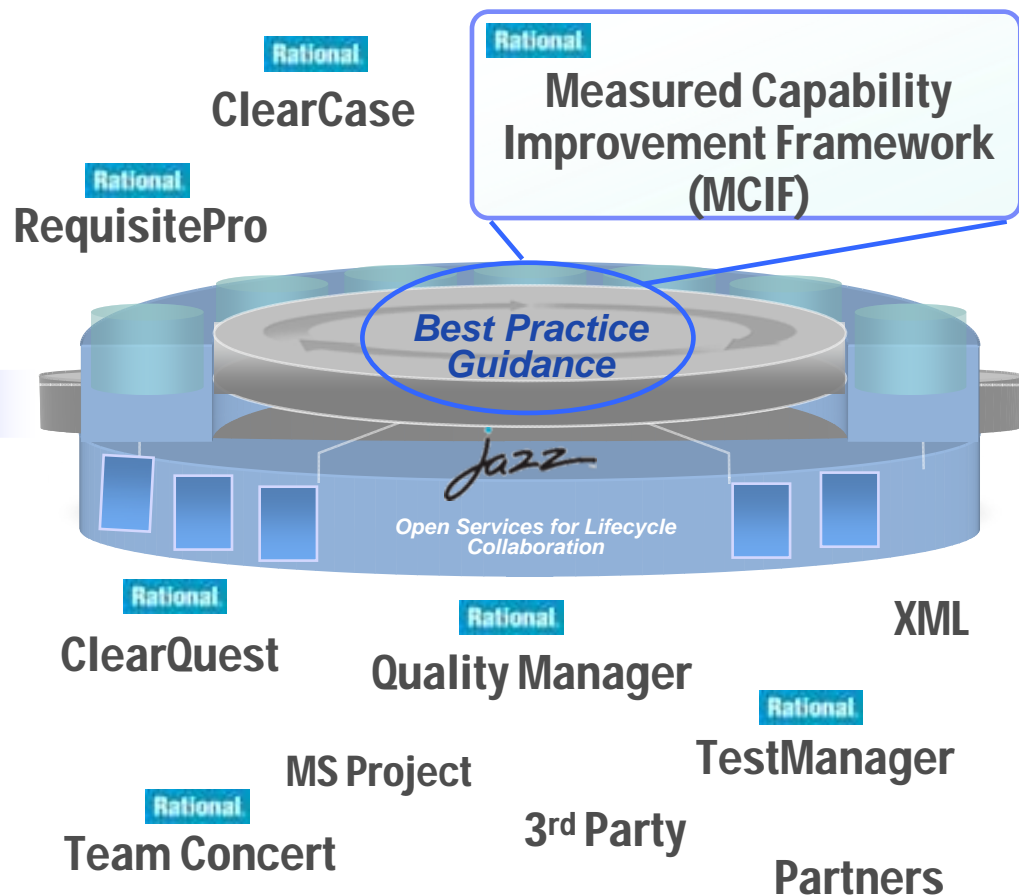 Rational
ClearCase
Rational
Measured Capability
Improvement Framework
(MCIF)
Rational
RequisitePro
Best Practice
Guidance
jazz
Open Services for Lifecycle
Collaboration
Rational
ClearQuest
Rational
Quality Manager
XML
Rational
TestManager
MS Project
Rational
Team Concert
3rd Party
Partners